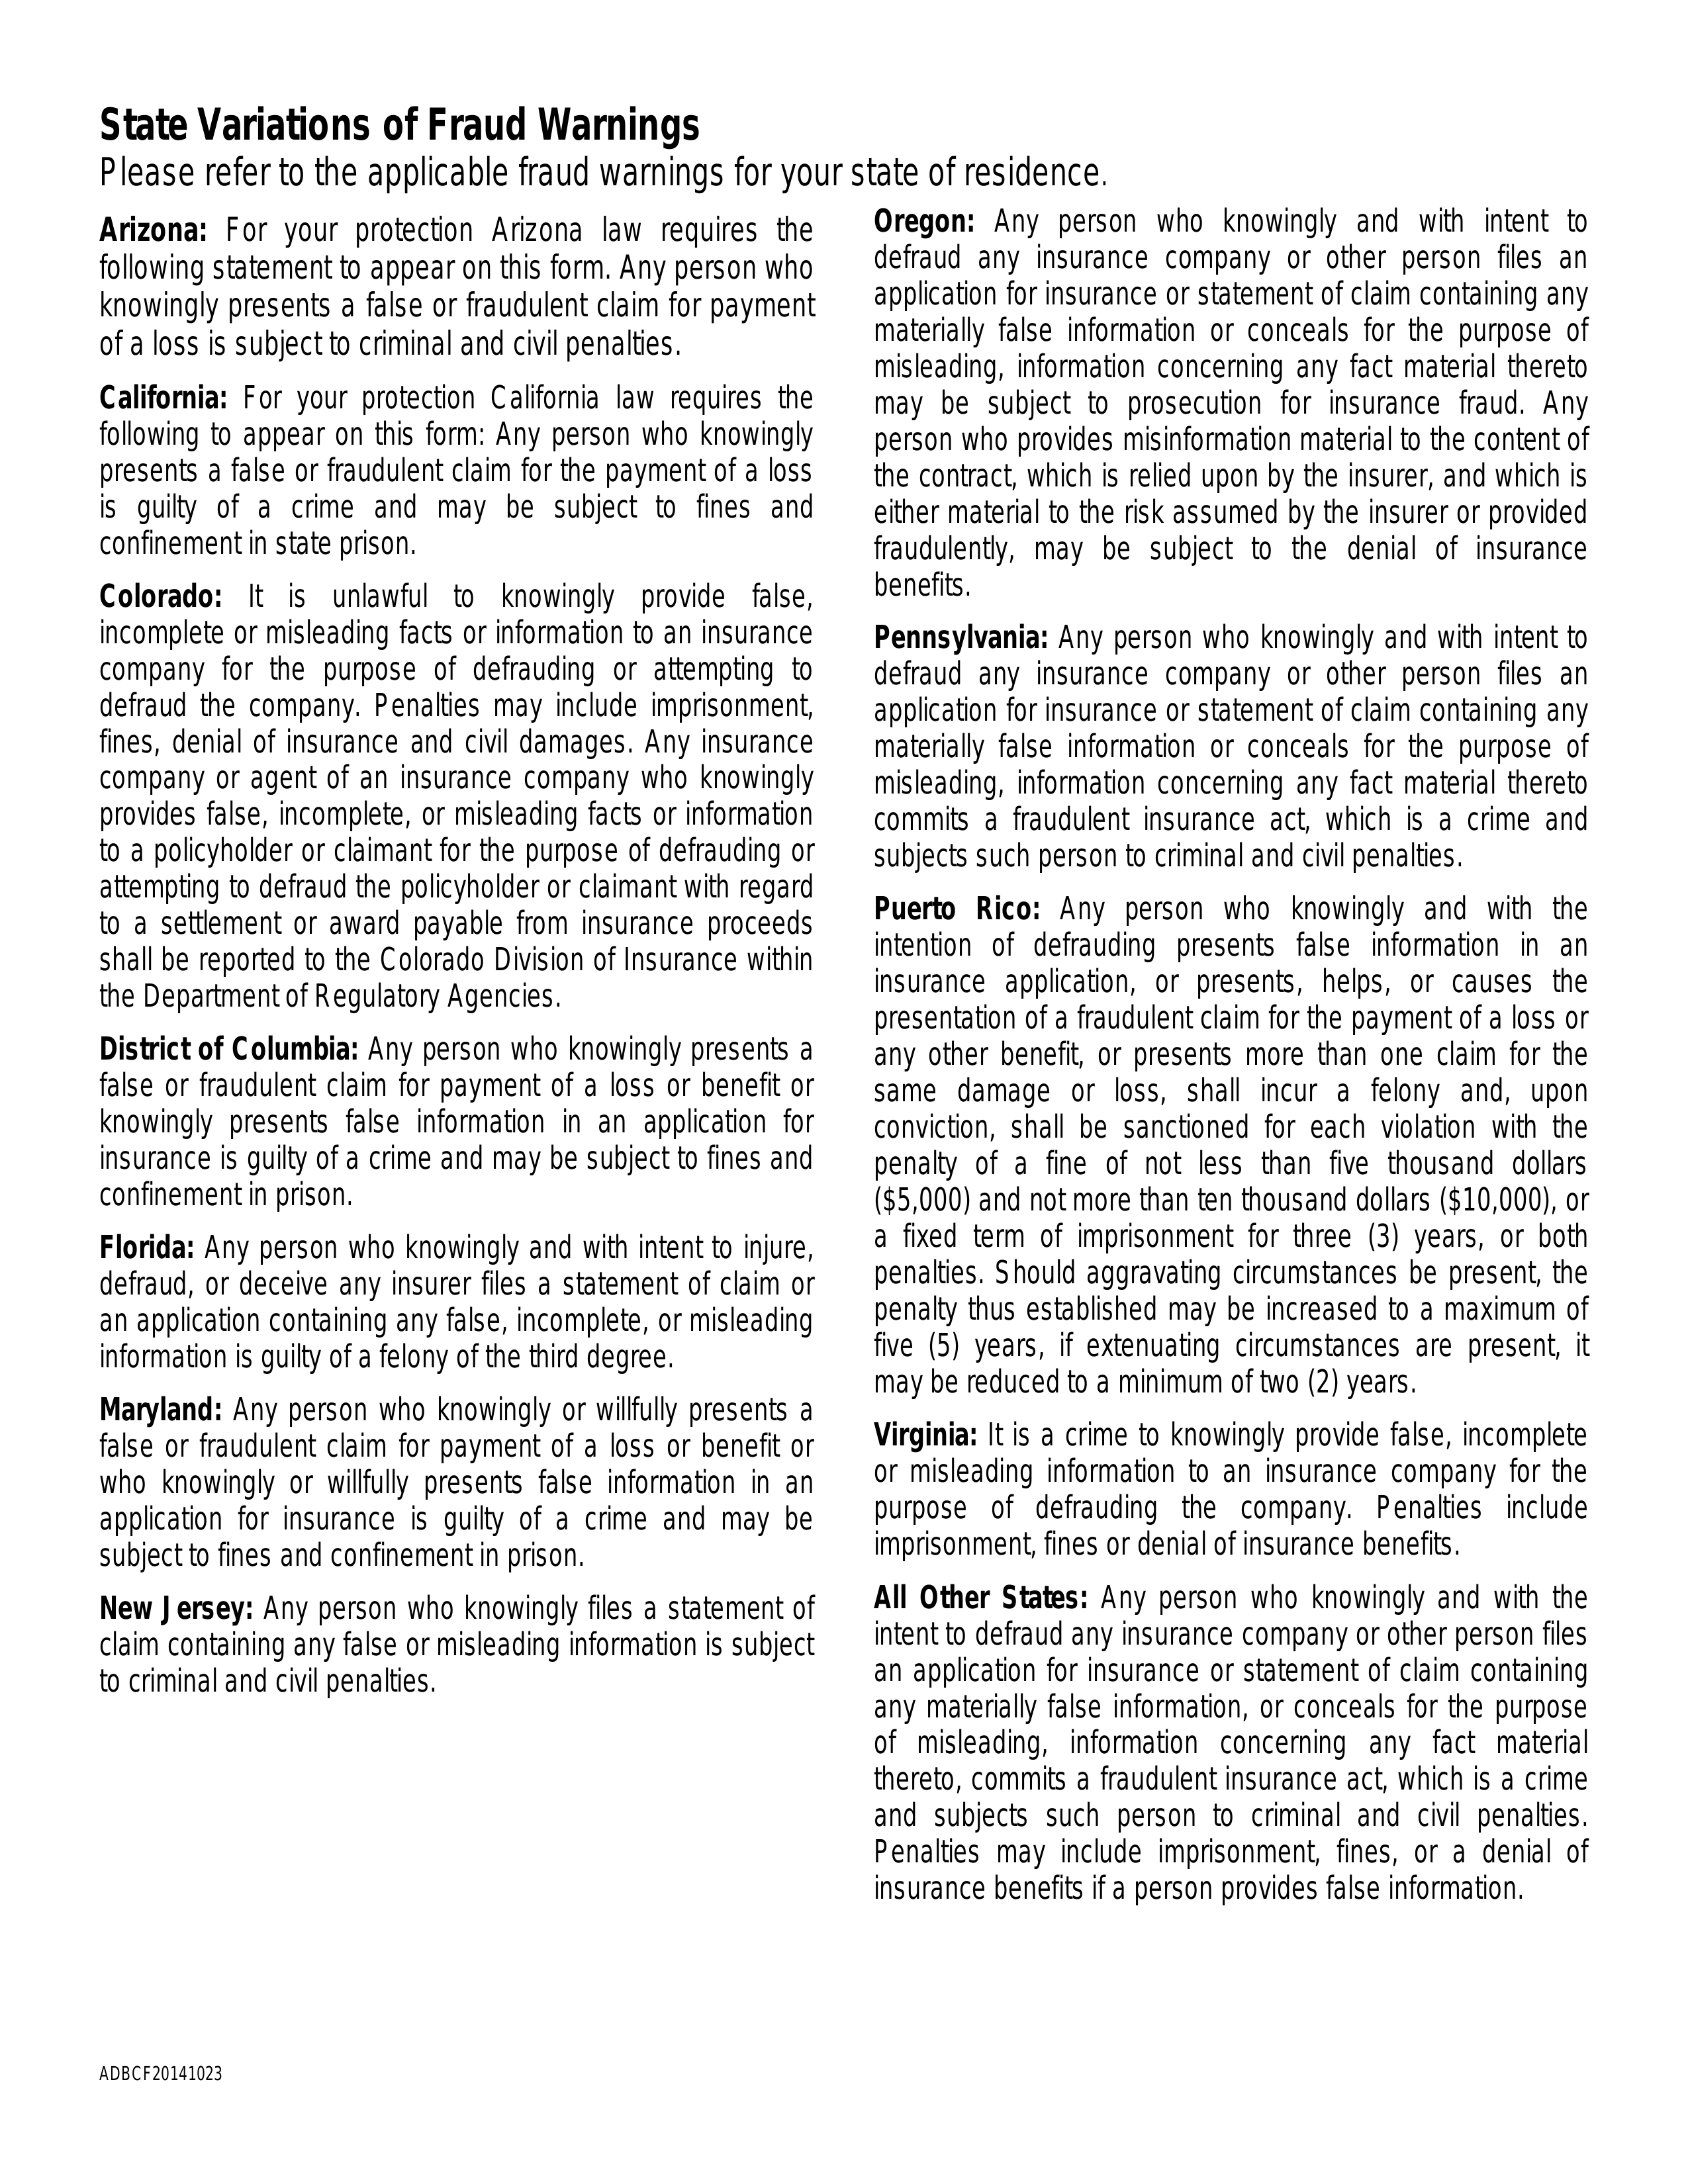 State Variations of Fraud Warnings
Please refer to the applicable fraud warnings for your state of residence.
Arizona: For your protection Arizona law requires the
following statement to appear on this form. Any person who
knowingly presents a false or fraudulent claim for payment
of a loss is subject to criminal and civil penalties.
California: For your protection California law requires the
following to appear on this form: Any person who knowingly
presents a false or fraudulent claim for the payment of a loss
is guilty of a crime and may be subject to fines and
confinement in state prison.
Colorado: It is unlawful to knowingly provide false,
incomplete or misleading facts or information to an insurance
company for the purpose of defrauding or attempting to
defraud the company. Penalties may include imprisonment,
fines, denial of insurance and civil damages. Any insurance
company or agent of an insurance company who knowingly
provides false, incomplete, or misleading facts or information
to a policyholder or claimant for the purpose of defrauding or
attempting to defraud the policyholder or claimant with regard
to a settlement or award payable from insurance proceeds
shall be reported to the Colorado Division of Insurance within
the Department of Regulatory Agencies.
District of Columbia: Any person who knowingly presents a
false or fraudulent claim for payment of a loss or benefit or
knowingly presents false information in an application for
insurance is guilty of a crime and may be subject to fines and
confinement in prison.
Florida: Any person who knowingly and with intent to injure,
defraud, or deceive any insurer files a statement of claim or
an application containing any false, incomplete, or misleading
information is guilty of a felony of the third degree.
Maryland: Any person who knowingly or willfully presents a
false or fraudulent claim for payment of a loss or benefit or
who knowingly or willfully presents false information in an
application for insurance is guilty of a crime and may be
subject to fines and confinement in prison.
New Jersey: Any person who knowingly files a statement of
claim containing any false or misleading information is subject
to criminal and civil penalties.
Oregon: Any person who knowingly and with intent to
defraud any insurance company or other person files an
application for insurance or statement of claim containing any
materially false information or conceals for the purpose of
misleading, information concerning any fact material thereto
may be subject to prosecution for insurance fraud. Any
person who provides misinformation material to the content of
the contract, which is relied upon by the insurer, and which is
either material to the risk assumed by the insurer or provided
fraudulently, may be subject to the denial of insurance
benefits.
Pennsylvania: Any person who knowingly and with intent to
defraud any insurance company or other person files an
application for insurance or statement of claim containing any
materially false information or conceals for the purpose of
misleading, information concerning any fact material thereto
commits a fraudulent insurance act, which is a crime and
subjects such person to criminal and civil penalties.
Puerto Rico: Any person who knowingly and with the
intention of defrauding presents false information in an
insurance application, or presents, helps, or causes the
presentation of a fraudulent claim for the payment of a loss or
any other benefit, or presents more than one claim for the
same damage or loss, shall incur a felony and, upon
conviction, shall be sanctioned for each violation with the
penalty of a fine of not less than five thousand dollars
($5,000) and not more than ten thousand dollars ($10,000), or
a fixed term of imprisonment for three (3) years, or both
penalties. Should aggravating circumstances be present, the
penalty thus established may be increased to a maximum of
five (5) years, if extenuating circumstances are present, it
may be reduced to a minimum of two (2) years.
Virginia: It is a crime to knowingly provide false, incomplete
or misleading information to an insurance company for the
purpose of defrauding the company. Penalties include
imprisonment, fines or denial of insurance benefits.
All Other States: Any person who knowingly and with the
intent to defraud any insurance company or other person files
an application for insurance or statement of claim containing
any materially false information, or conceals for the purpose
of misleading, information concerning any fact material
thereto, commits a fraudulent insurance act, which is a crime
and subjects such person to criminal and civil penalties.
Penalties may include imprisonment, fines, or a denial of
insurance benefits if a person provides false information.
ADBCF20141023